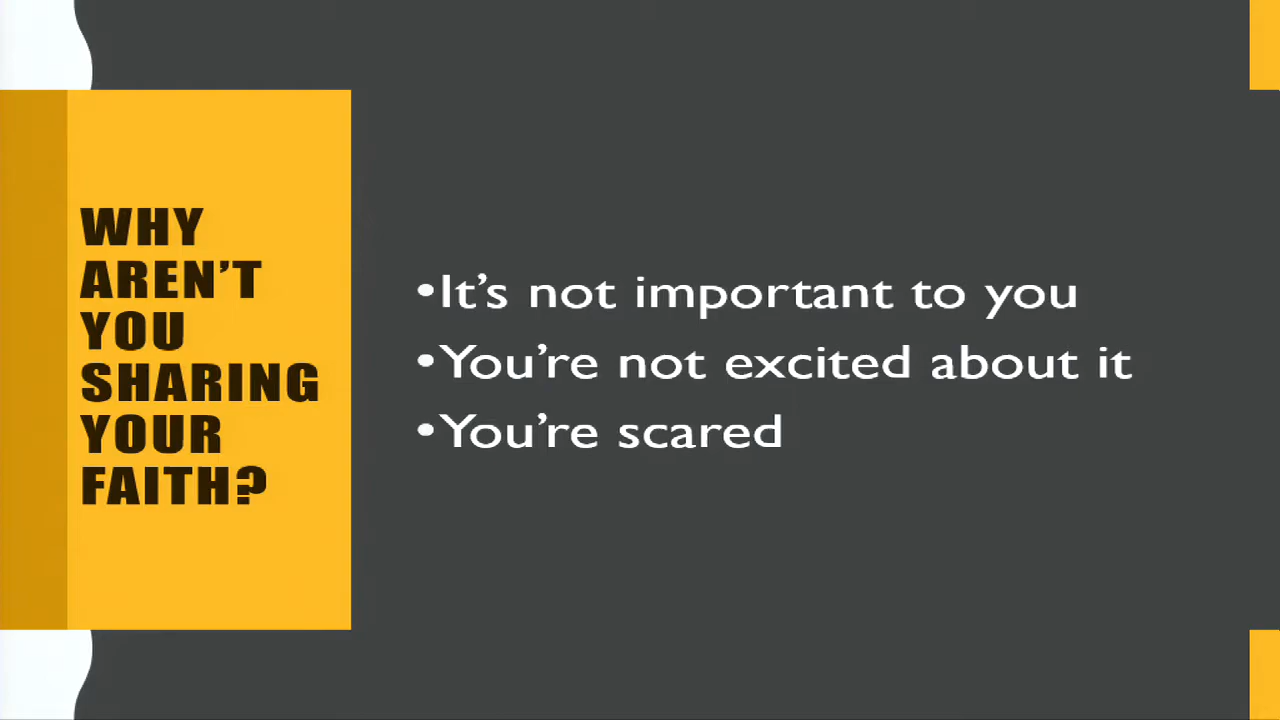 WHY
AREN’T
YOU
SHARING
YOUR
FAITH?
•It’s not important to you
•You’re not excited about it
•You’re scared